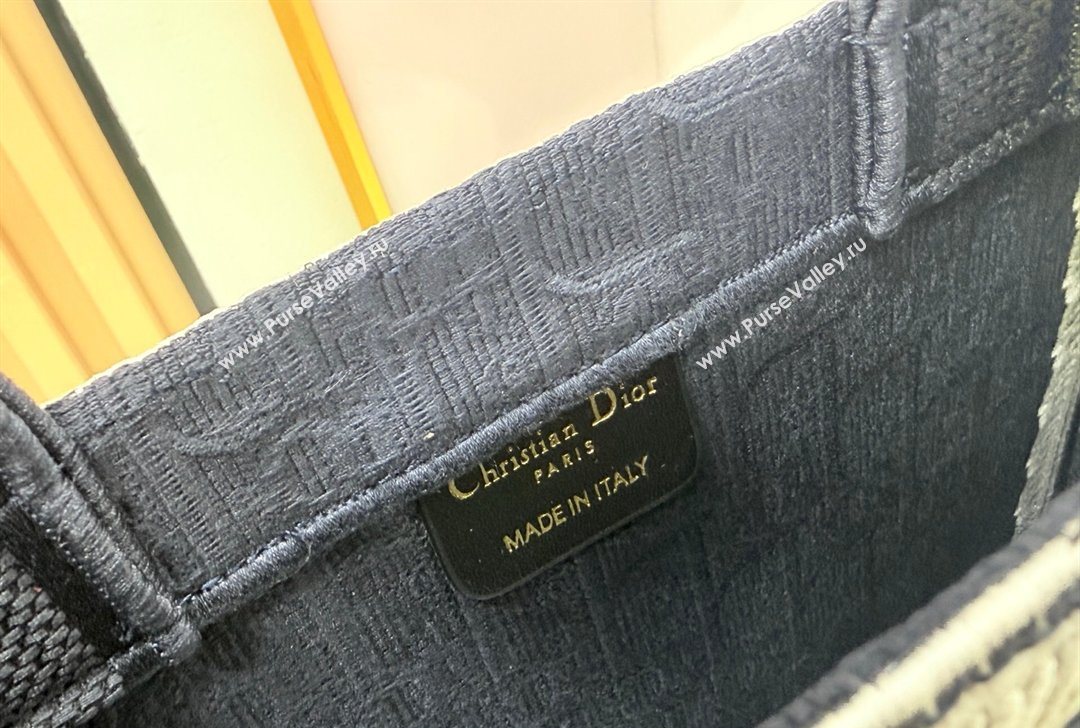 www.PurseValley.ru
www.PurseValley.ru
Christian Dior
PARIS
MADE IN ITALY